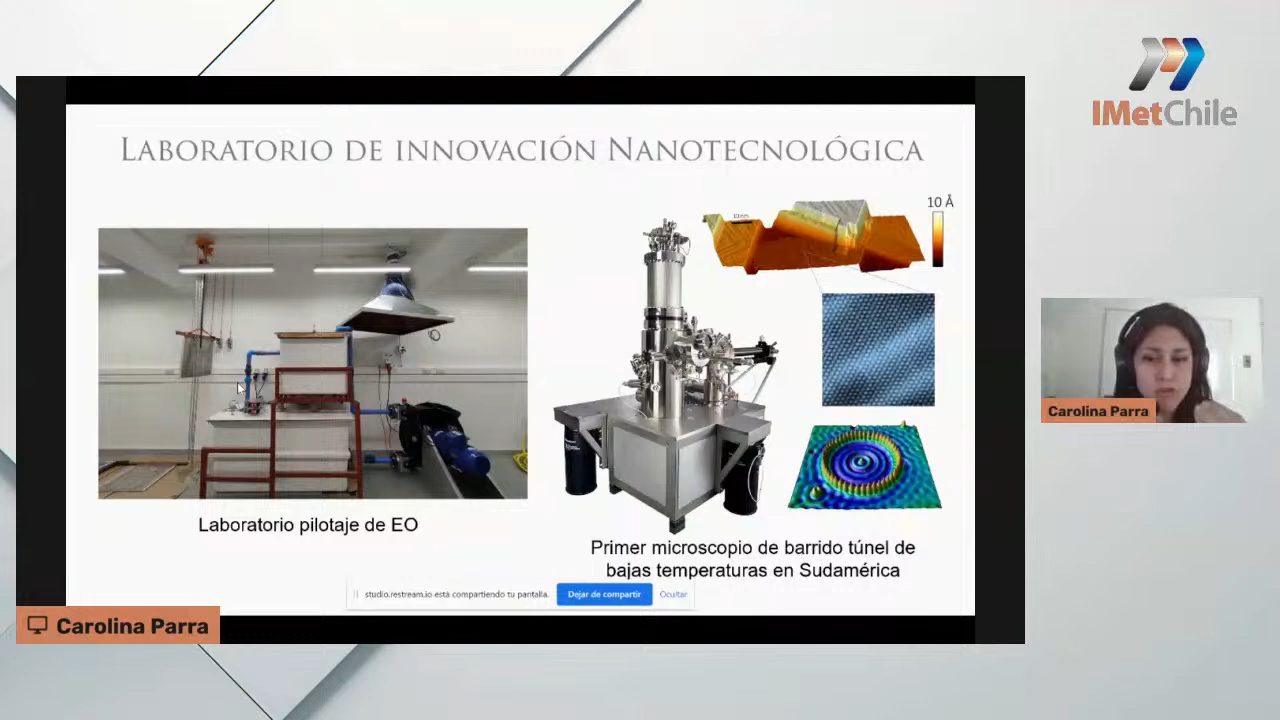 IMetChile
LABORATORIO DE INNOVACIÓN NANOTECNOLÓGICA
10 Å
Laboratorio pilotaje de EO
Primer microscopio de barrido túnel de
bajas temperaturas en Sudamérica
studio.restream.io está compartiendo tu pantalla.
Dejar de compartir
Ocultar
Carolina Parra
Carolina Parra